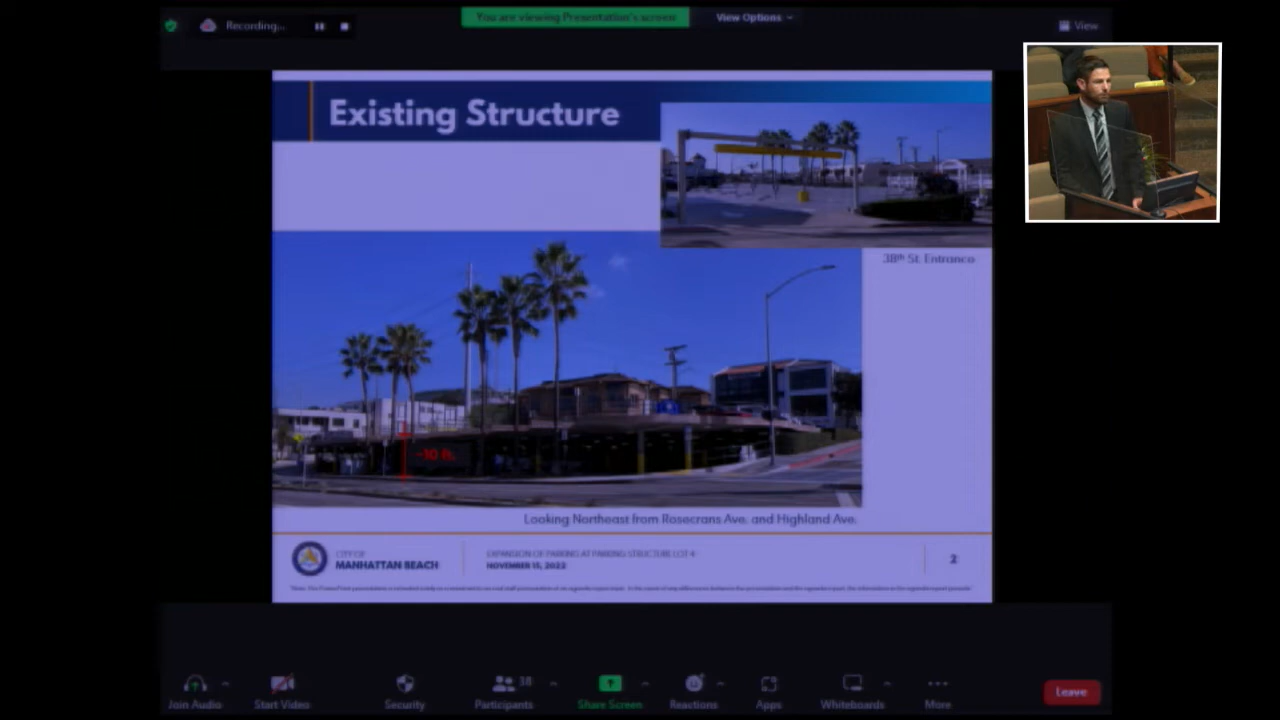 Recording...
You are viewing Presentation's screen
View Options
View
Existing Structure
38th St. Entrance
~10 ft.
Looking Northeast from Rosecrans Ave. and Highland Ave.
CITY OF
MANHATTAN BEACH
EXPANSION OF PARKING AT PARKING STRUCTURE LOT 4
NOVEMBER 15, 2022
2
Join Audio
Start Video
Security
38
Participants
Share Screen
Reactions
Apps
Whiteboards
More
Leave